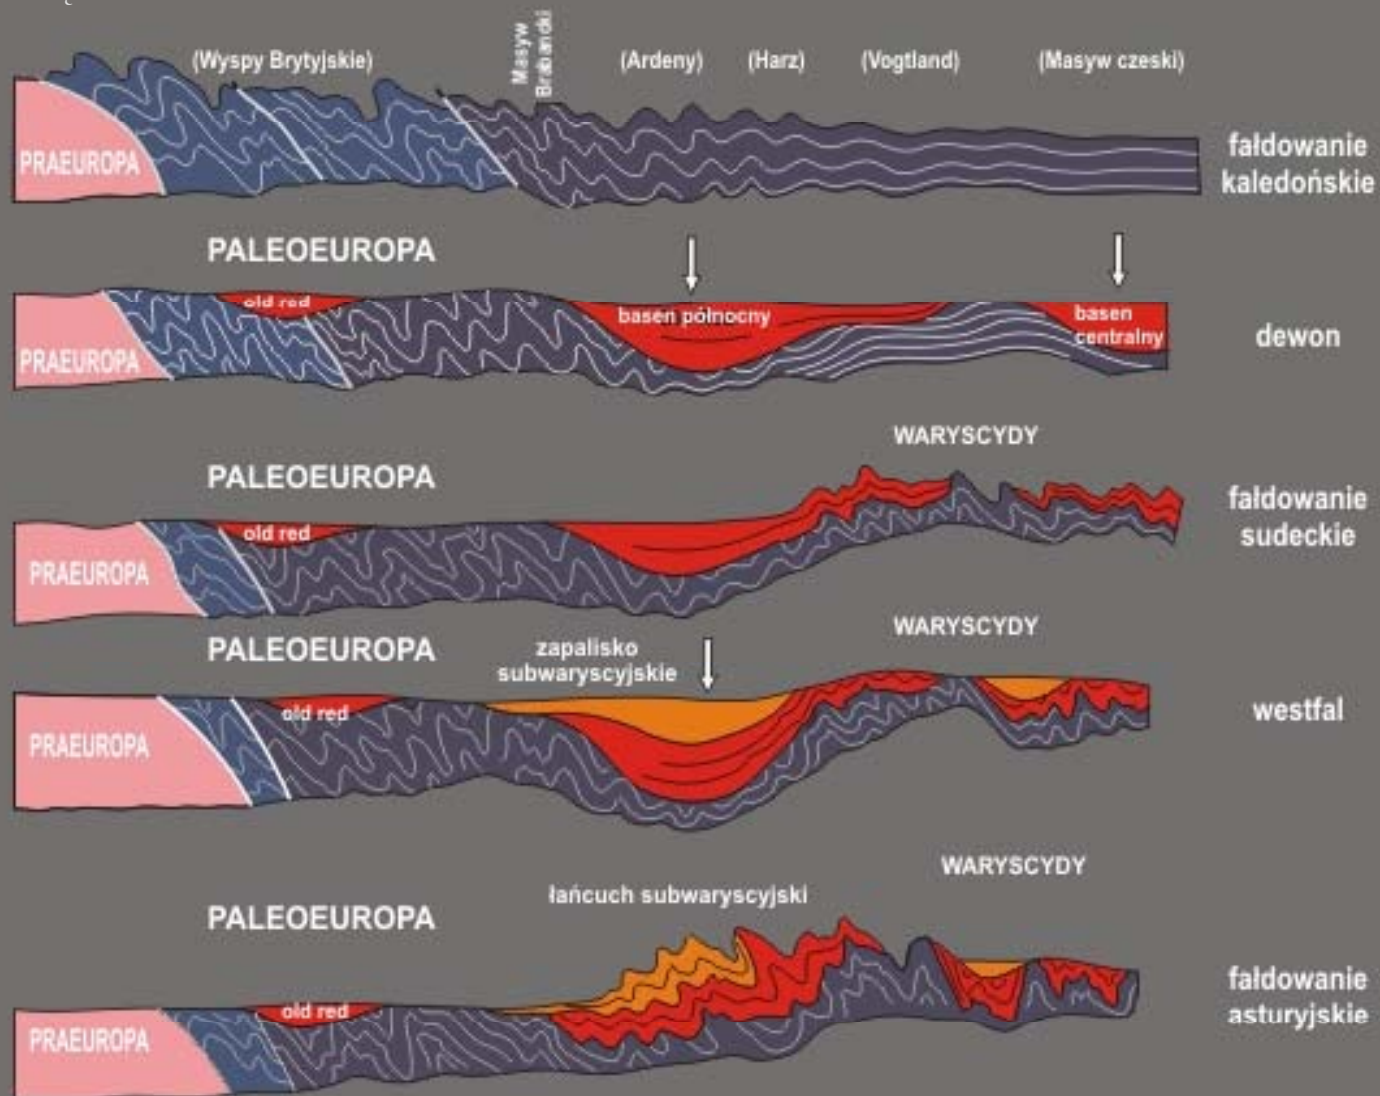 (Wyspy Brytyjskie)
Masyw
Brabancki
(Ardeny)
(Harz)
(Vogtland)
(Masyw czeski)
PRAEUROPA
fałdowanie
kaledońskie
PALEOEUROPA
old red
basen północny
basen
centralny
PRAEUROPA
dewon
WARYSCYDY
PALEOEUROPA
old red
PRAEUROPA
fałdowanie
sudeckie
WARYSCYDY
PALEOEUROPA
zapalisko
subwaryscyjskie
old red
PRAEUROPA
westfal
WARYSCYDY
łańcuch subwaryscyjski
PALEOEUROPA
old red
PRAEUROPA
fałdowanie
asturyjskie